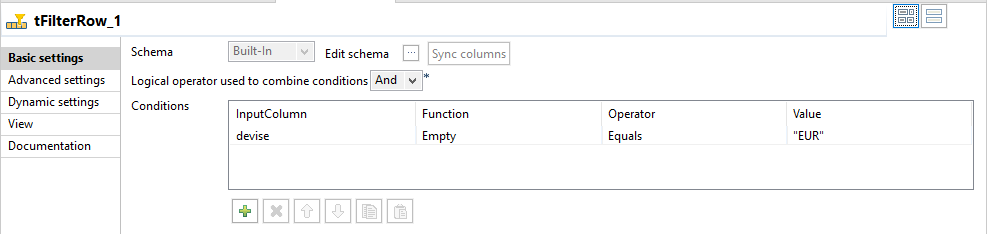 tFilterRow_1
Basic settings
Advanced settings
Dynamic settings
View
Documentation
Schema Built-In Edit schema ... Sync columns
Logical operator used to combine conditions And *
Conditions
InputColumn Function Operator Value
devise Empty Equals "EUR"